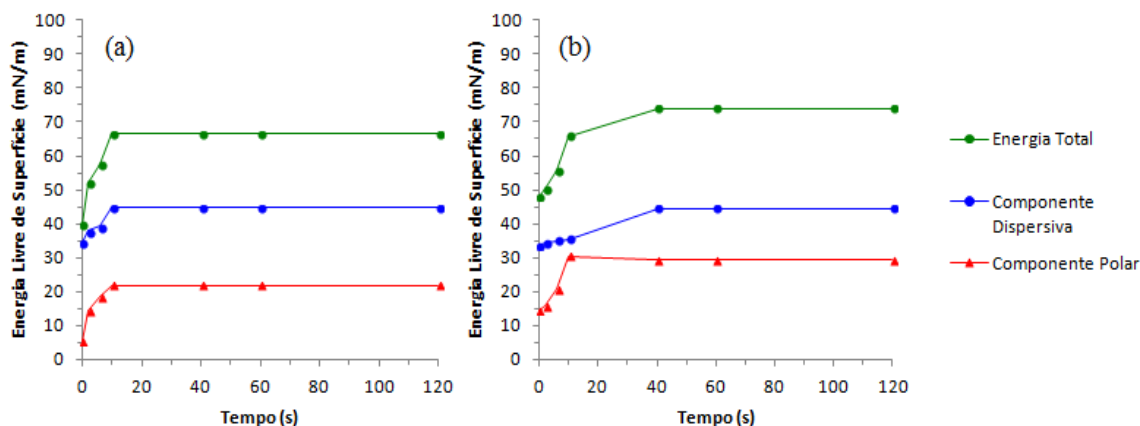 (a)
Energia Livre de Superfície (mN/m)
100
90
80
70
60
50
40
30
20
10
0
0 20 40 60 80 100 120
Tempo (s)
(b)
Energia Livre de Superfície (mN/m)
100
90
80
70
60
50
40
30
20
10
0
0 20 40 60 80 100 120
Tempo (s)
Energia Total
Componente
Dispersiva
Componente Polar